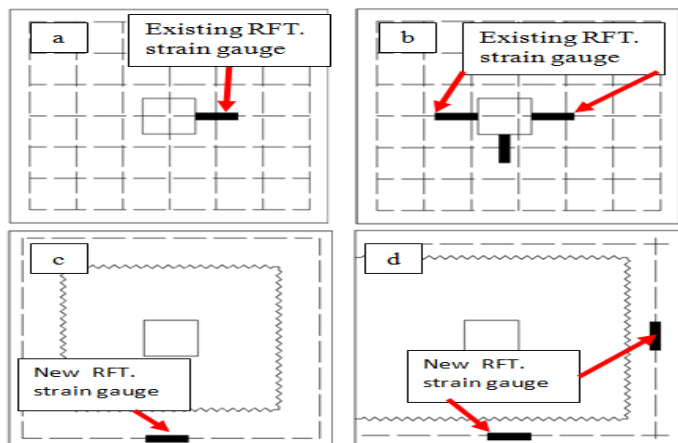 a
Existing RFT.
strain gauge
b
Existing RFT.
strain gauge
c
New RFT.
strain gauge
d
New RFT.
strain gauge